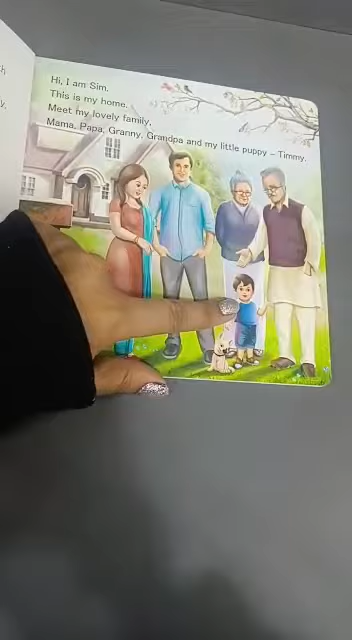 Hi, I am Sim.
This is my home.
Meet my lovely family,
Mama, Papa, Granny, Grandpa and my little puppy – Timmy.